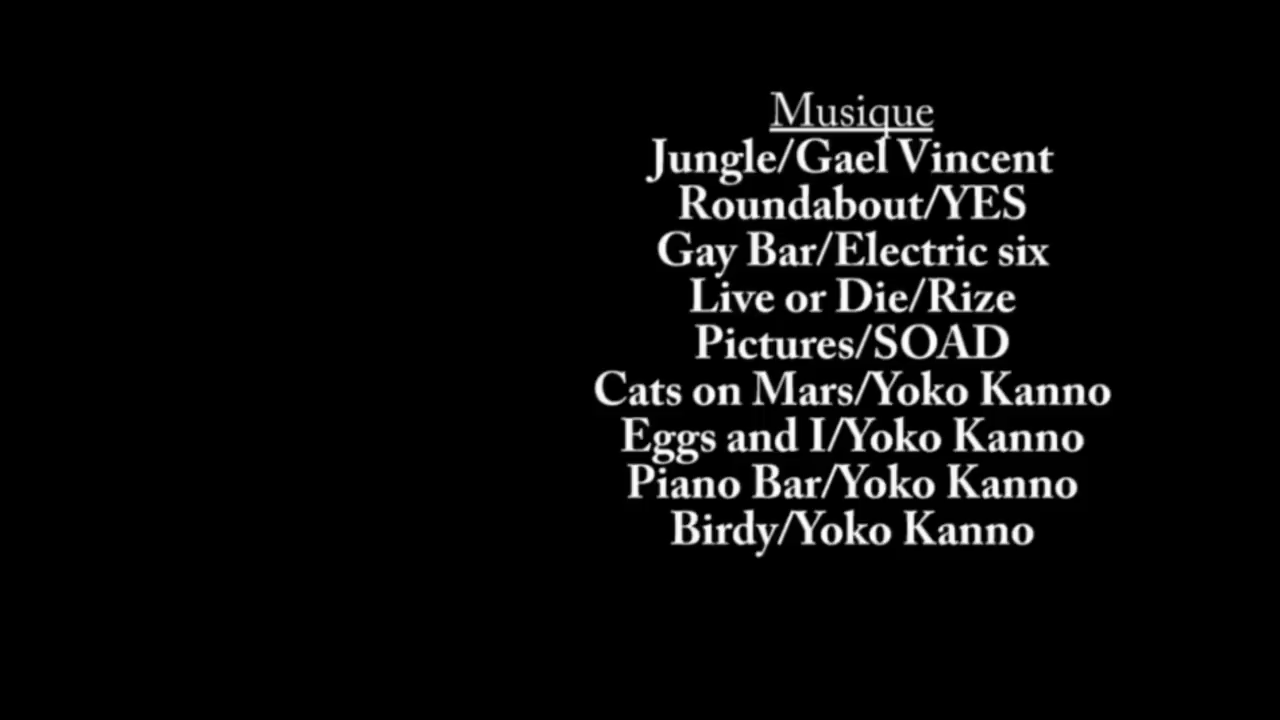 Musique
Jungle/Gael Vincent
Roundabout/YES
Gay Bar/Electric six
Live or Die/Rize
Pictures/SOAD
Cats on Mars/Yoko Kanno
Eggs and I/Yoko Kanno
Piano Bar/Yoko Kanno
Birdy/Yoko Kanno